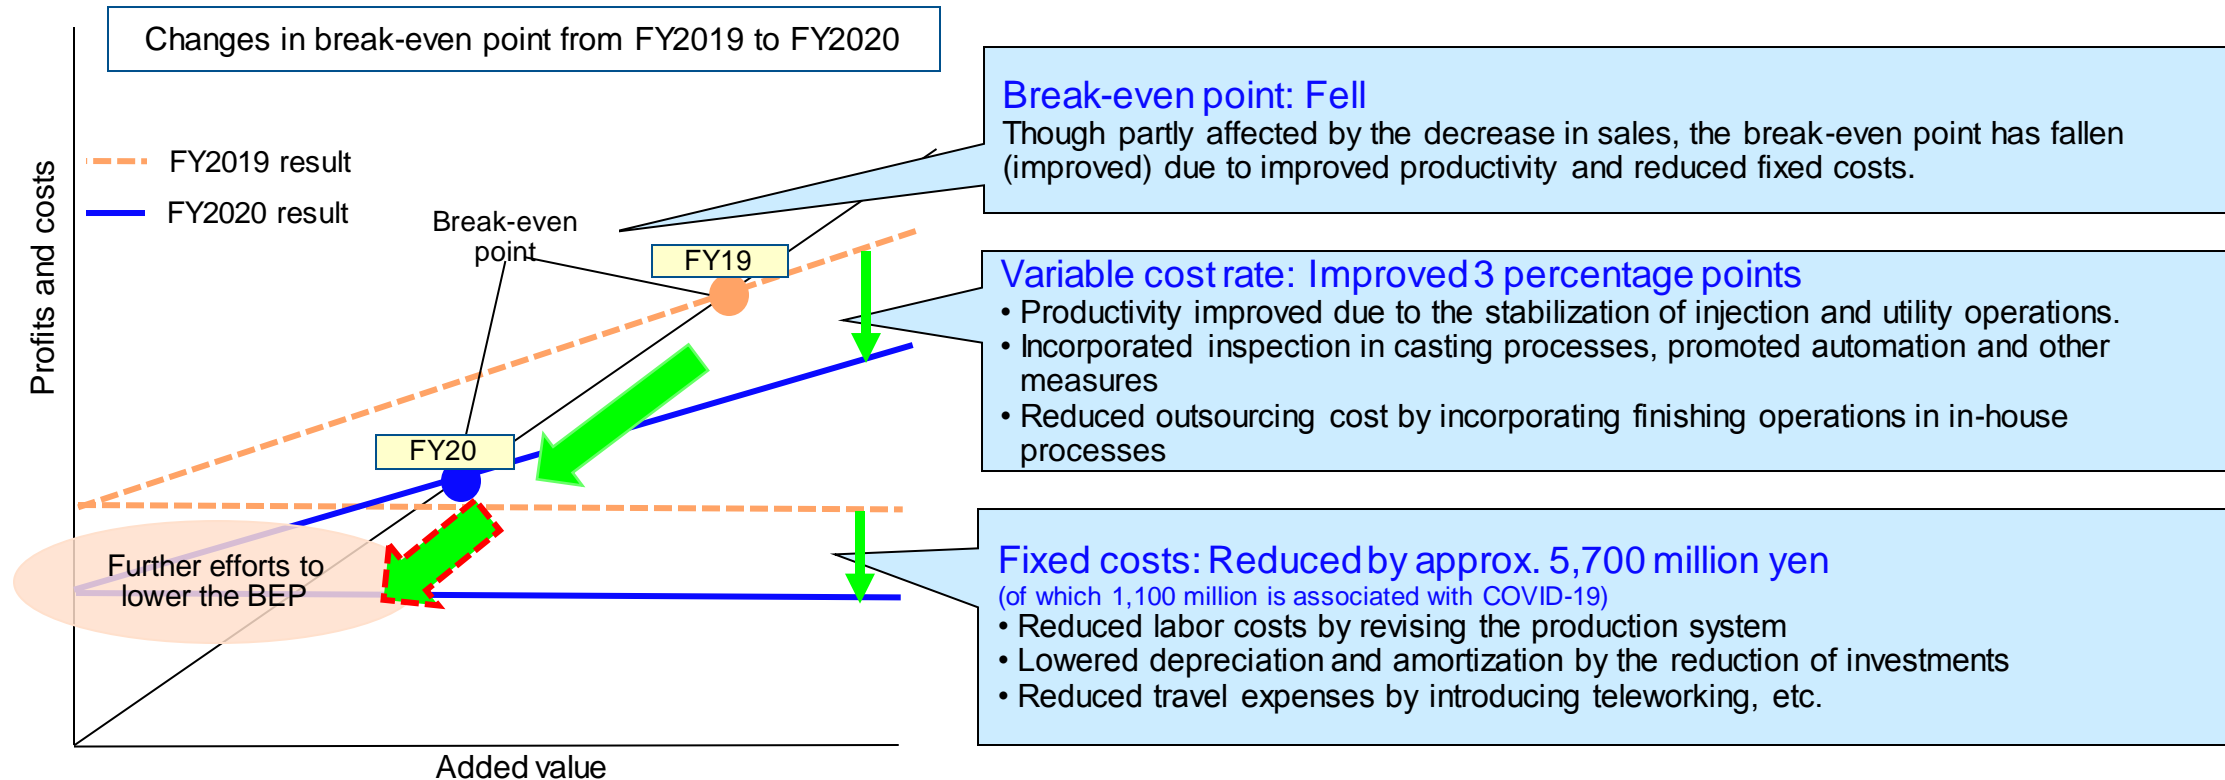 Changes in break-even point from FY2019 to FY2020
Profits and costs
FY2019 result
FY2020 result
Break-even
point
FY19
FY20
Further efforts to
lower the BEP
Added value
Break-even point: Fell
Though partly affected by the decrease in sales, the break-even point has fallen
(improved) due to improved productivity and reduced fixed costs.
Variable cost rate: Improved 3 percentage points
• Productivity improved due to the stabilization of injection and utility operations.
• Incorporated inspection in casting processes, promoted automation and other
measures
• Reduced outsourcing cost by incorporating finishing operations in in-house
processes
Fixed costs: Reduced by approx. 5,700 million yen
(of which 1,100 million is associated with COVID-19)
• Reduced labor costs by revising the production system
• Lowered depreciation and amortization by the reduction of investments
• Reduced travel expenses by introducing teleworking, etc.